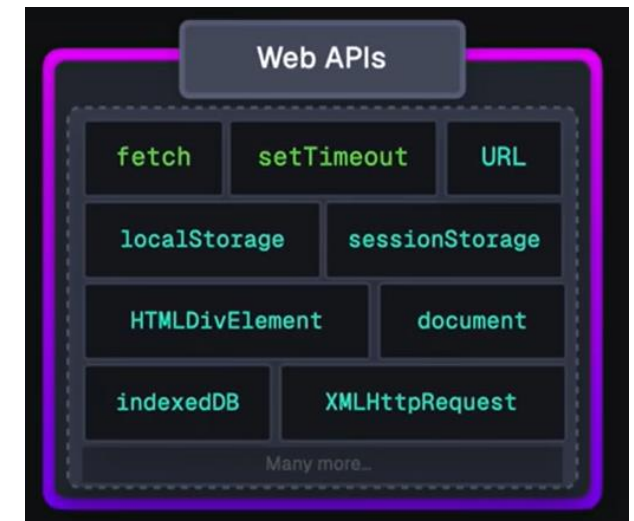 Web APIs
fetch setTimeout URL
localStorage sessionStorage
HTMLDivElement document
indexedDB XMLHttpRequest
Many more…